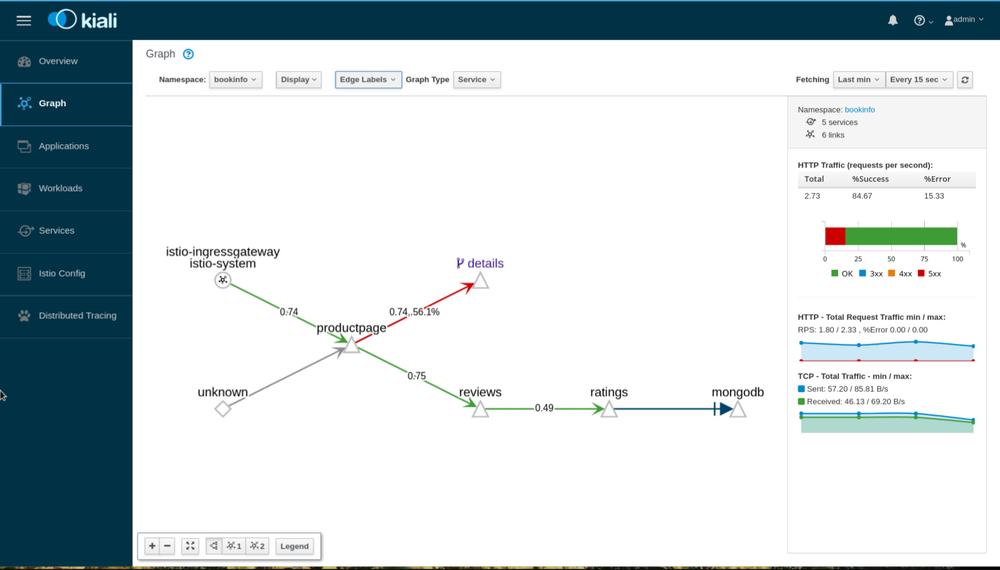 kiali
admin
Overview
Graph
Applications
Workloads
Services
Istio Config
Distributed Tracing
Graph ?
Namespace: bookinfo Display Edge Labels Graph Type Service Fetching Last min Every 15 sec
Namespace: bookinfo
5 services
6 links
HTTP Traffic (requests per second):
Total %Success %Error
2.73 84.67 15.33
%
0 25 50 75 100
OK 3xx 4xx 5xx
HTTP - Total Request Traffic min / max:
RPS: 1.80 / 2.33 , %Error 0.00 / 0.00
TCP - Total Traffic - min / max:
Sent: 57.20 / 85.81 B/s
Received: 46.13 / 69.20 B/s
istio-ingressgateway
istio-system
details
0.74
0.74, 56.1%
productpage
0.75
unknown
reviews
ratings
mongodb
0.49
+ − 1 2 Legend